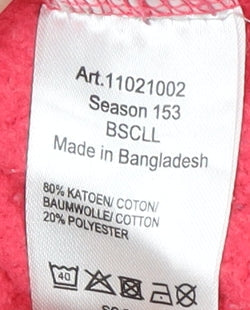 Art.11021002
Season 153
BSCLL
Made in Bangladesh
80% KATOEN/ COTON/
BAUMWOLLE/ COTTON
20% POLYESTER
40